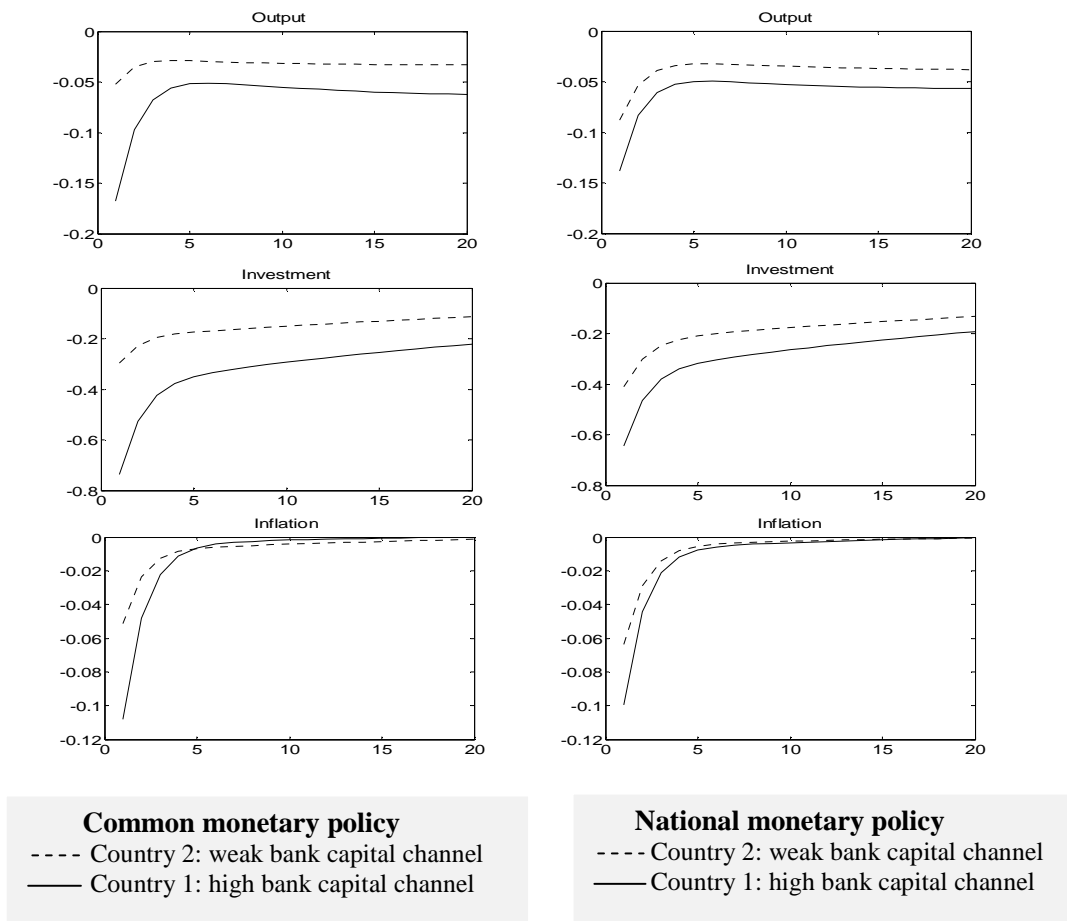 Output
0
-0.05
-0.1
-0.15
-0.2
0 5 10 15 20
Output
0
-0.05
-0.1
-0.15
-0.2
0 5 10 15 20
Investment
0
-0.2
-0.4
-0.6
-0.8
0 5 10 15 20
Investment
0
-0.2
-0.4
-0.6
-0.8
0 5 10 15 20
Inflation
0
-0.02
-0.04
-0.06
-0.08
-0.1
-0.12
0 5 10 15 20
Inflation
0
-0.02
-0.04
-0.06
-0.08
-0.1
-0.12
0 5 10 15 20
Common monetary policy
Country 2: weak bank capital channel
Country 1: high bank capital channel
National monetary policy
Country 2: weak bank capital channel
Country 1: high bank capital channel